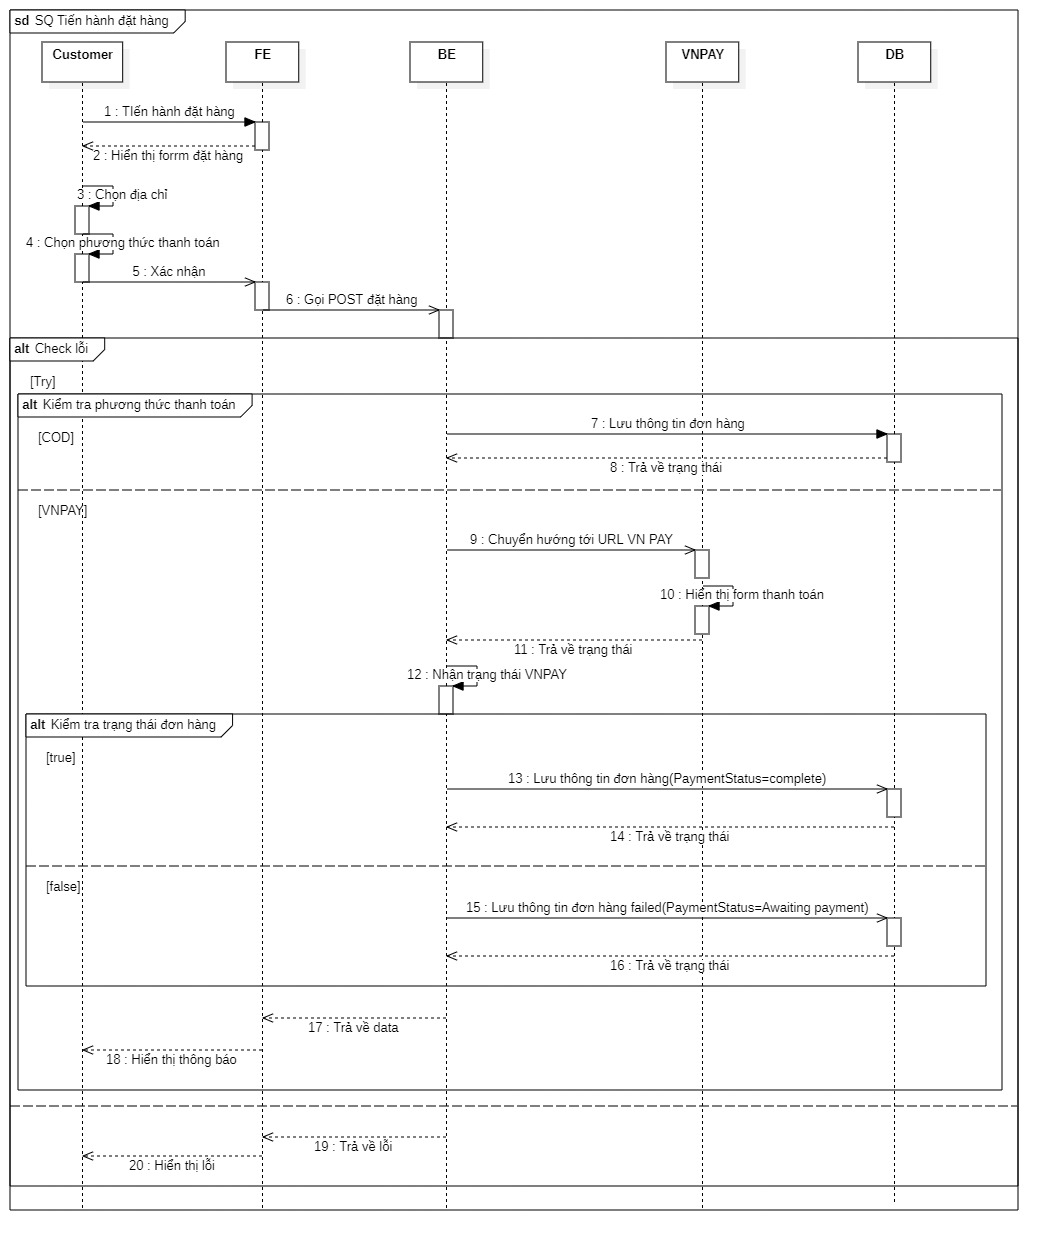 sd SQ Tiến hành đặt hàng
Customer
FE
BE
VNPAY
DB
1 : TIến hành đặt hàng
2 : Hiển thị forrm đặt hàng
3 : Chọn địa chỉ
4 : Chọn phương thức thanh toán
5 : Xác nhận
6 : Gọi POST đặt hàng
alt Check lỗi
[Try]
alt Kiểm tra phương thức thanh toán
[COD]
7 : Lưu thông tin đơn hàng
8 : Trả về trạng thái
[VNPAY]
9 : Chuyển hướng tới URL VN PAY
10 : Hiển thị form thanh toán
11 : Trả về trạng thái
12 : Nhận trạng thái VNPAY
alt Kiểm tra trạng thái đơn hàng
[true]
13 : Lưu thông tin đơn hàng(PaymentStatus=complete)
14 : Trả về trạng thái
[false]
15 : Lưu thông tin đơn hàng failed(PaymentStatus=Awaiting payment)
16 : Trả về trạng thái
17 : Trả về data
18 : Hiển thị thông báo
19 : Trả về lỗi
20 : Hiển thị lỗi